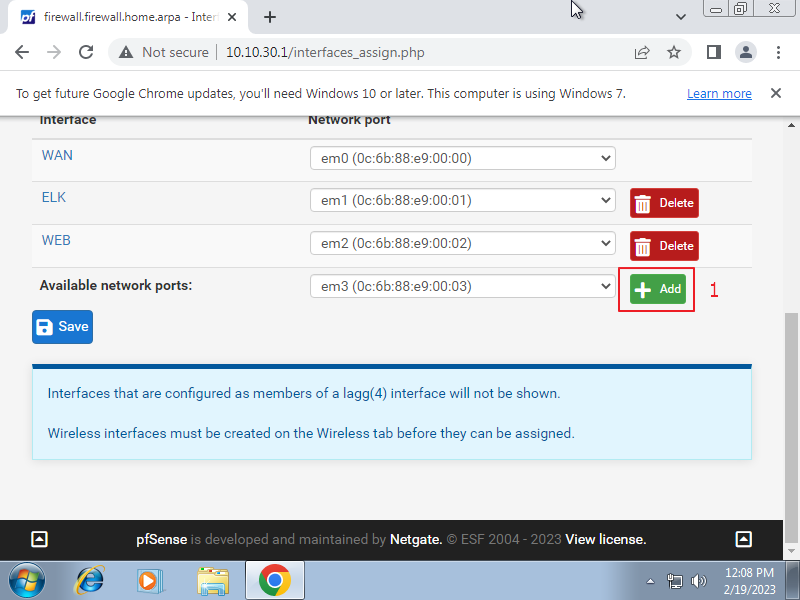 pf firewall.firewall.home.arpa - Inter
Not secure 10.10.30.1/interfaces_assign.php
To get future Google Chrome updates, you'll need Windows 10 or later. This computer is using Windows 7. Learn more
Interface Network port
WAN em0 (0c:6b:88:e9:00:00)
ELK em1 (0c:6b:88:e9:00:01) Delete
WEB em2 (0c:6b:88:e9:00:02) Delete
Available network ports: em3 (0c:6b:88:e9:00:03) Add 1
Save
Interfaces that are configured as members of a lagg(4) interface will not be shown.
Wireless interfaces must be created on the Wireless tab before they can be assigned.
pfSense is developed and maintained by Netgate. © ESF 2004 - 2023 View license.
12:08 PM
2/19/2023